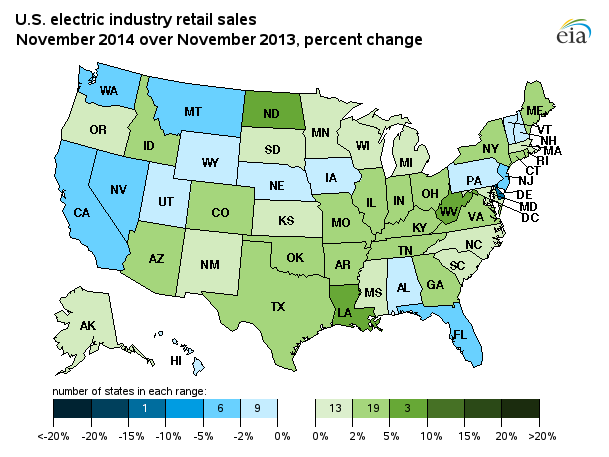 U.S. electric industry retail sales
November 2014 over November 2013, percent change
eia
WA
MT
ND
MN
ME
OR
ID
SD
WI
MI
NY
VT
NH
MA
RI
CT
WY
NE
IA
PA
NJ
DE
MD
DC
NV
UT
CA
CO
KS
MO
IL
IN
OH
WV
VA
KY
AZ
NM
OK
AR
TN
NC
SC
TX
LA
MS
AL
GA
FL
AK
HI
number of states in each range:
1 6 9 13 19 3
<-20% -20% -15% -10% -5% -2% 0% 0% 2% 5% 10% 15% 20% >20%